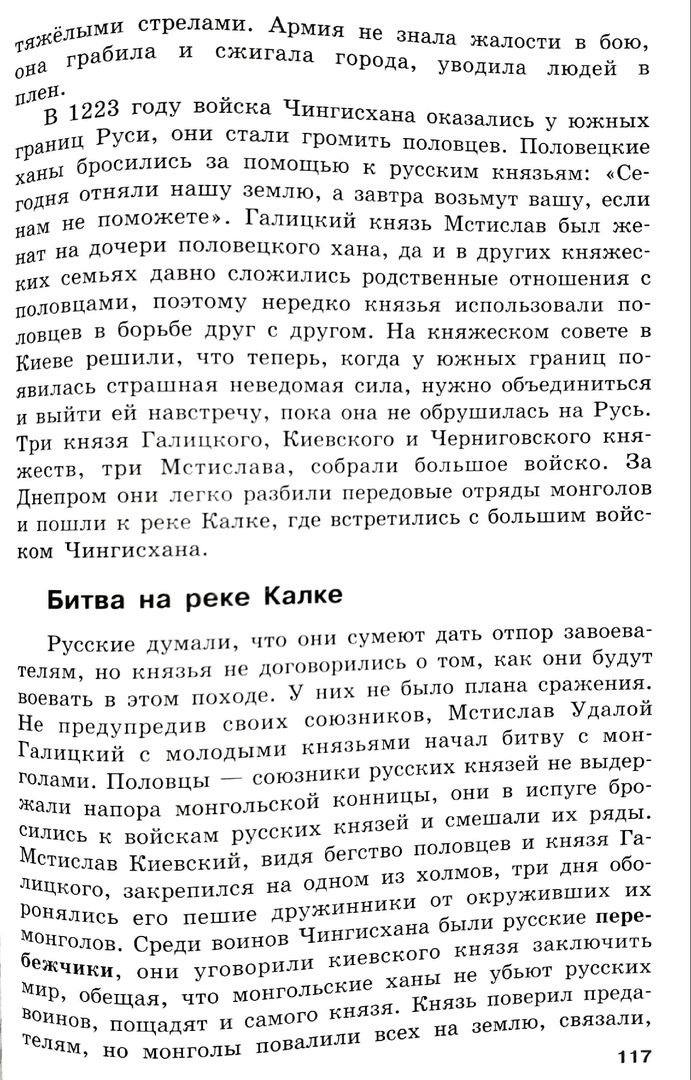 тяжёлыми стрелами. Армия не знала жалости в бою,
она грабила и сжигала города, уводила людей в
плен.
В 1223 году войска Чингисхана оказались у южных
границ Руси, они стали громить половцев. Половецкие
ханы бросились за помощью к русским князьям: «Се-
годня отняли нашу землю, а завтра возьмут вашу, если
нам не поможете». Галицкий князь Мстислав был же-
нат на дочери половецкого хана, да и в других княжес-
ких семьях давно сложились родственные отношения с
половцами, поэтому нередко князья использовали по-
ловцев в борьбе друг с другом. На княжеском совете в
Киеве решили, что теперь, когда у южных границ по-
явилась страшная неведомая сила, нужно объединиться
и выйти ей навстречу, пока она не обрушилась на Русь.
Три князя Галицкого, Киевского и Черниговского кня-
жеств, три Мстислава, собрали большое войско. За
Днепром они легко разбили передовые отряды монголов
и пошли к реке Калке, где встретились с большим войс-
ком Чингисхана.
Битва на реке Калке
Русские думали, что они сумеют дать отпор завоева-
телям, но князья не договорились о том, как они будут
воевать в этом походе. У них не было плана сражения.
Не предупредив своих союзников, Мстислав Удалой
Галицкий с молодыми князьями начал битву с мон-
голами. Половцы — союзники русских князей не выдер-
жали напора монгольской конницы, они в испуге бро-
сились к войскам русских князей и смешали их ряды.
Мстислав Киевский, видя бегство половцев и князя Га-
лицкого, закрепился на одном из холмов, три дня обо-
ронялись его пешие дружинники от окруживших их
монголов. Среди воинов Чингисхана были русские пере-
бежчики, они уговорили киевского князя заключить
мир, обещая, что монгольские ханы не убьют русских
воинов, пощадят и самого князя. Князь поверил преда-
телям, но монголы повалили всех на землю, связали,
117